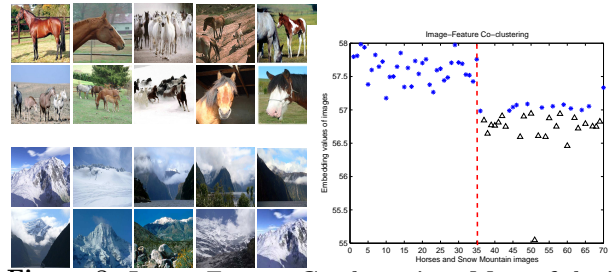 Image-Feature Co-clustering
58
57.5
57
56.5
56
55.5
55
Embedding values of images
0 5 10 15 20 25 30 35 40 45 50 55 60 65 70
Horses and Snow Mountain images